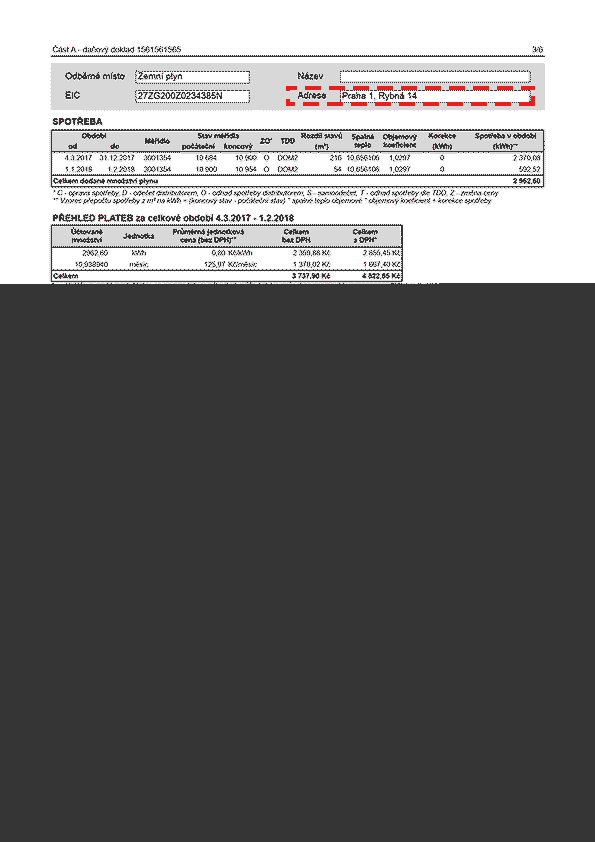 Část A - daňový doklad 1561561565 3/6
Odběrné místo Zemní plyn Název
EIC 27ZG200Z0234385N Adresa Praha 1, Rybná 14
SPOTŘEBA
Období Měřidlo Stav měřidla ZO* TDD Rozdíl stavů Spalné Objemový Korekce Spotřeba v období
od do počáteční koncový (m³) teplo koeficient (kWh) (kWh)**
4.3.2017 31.12.2017 3001354 10 684 10 900 O DOM2 216 10,656106 1,0297 0 2 370,08
1.1.2018 1.2.2018 3001354 10 900 10 954 O DOM2 54 10,656106 1,0297 0 592,52
Celkem dodané množství plynu 2 962,60
* C - oprava spotřeby, D - odečet distributorem, O - odhad spotřeby distributorem, S - samoodečet, T - odhad spotřeby dle TDD, Z - změna ceny
** Vzorec přepočtu spotřeby z m³ na kWh = (konový stav - počáteční stav) * spalné teplo objemové * objemový koeficient + korekce spotřeby
PŘEHLED PLATEB za celkové období 4.3.2017 - 1.2.2018
Účtované Jednotka Průměrná jednotková Celkem Celkem
množství cena (bez DPH)** bez DPH s DPH*
2962,60 kWh 0,80 Kč/kWh 2 359,88 Kč 2 855,45 Kč
10,938940 měsíc 125,97 Kč/měsíc 1 378,02 Kč 1 667,40 Kč
Celkem 3 737,90 Kč 4 522,85 Kč